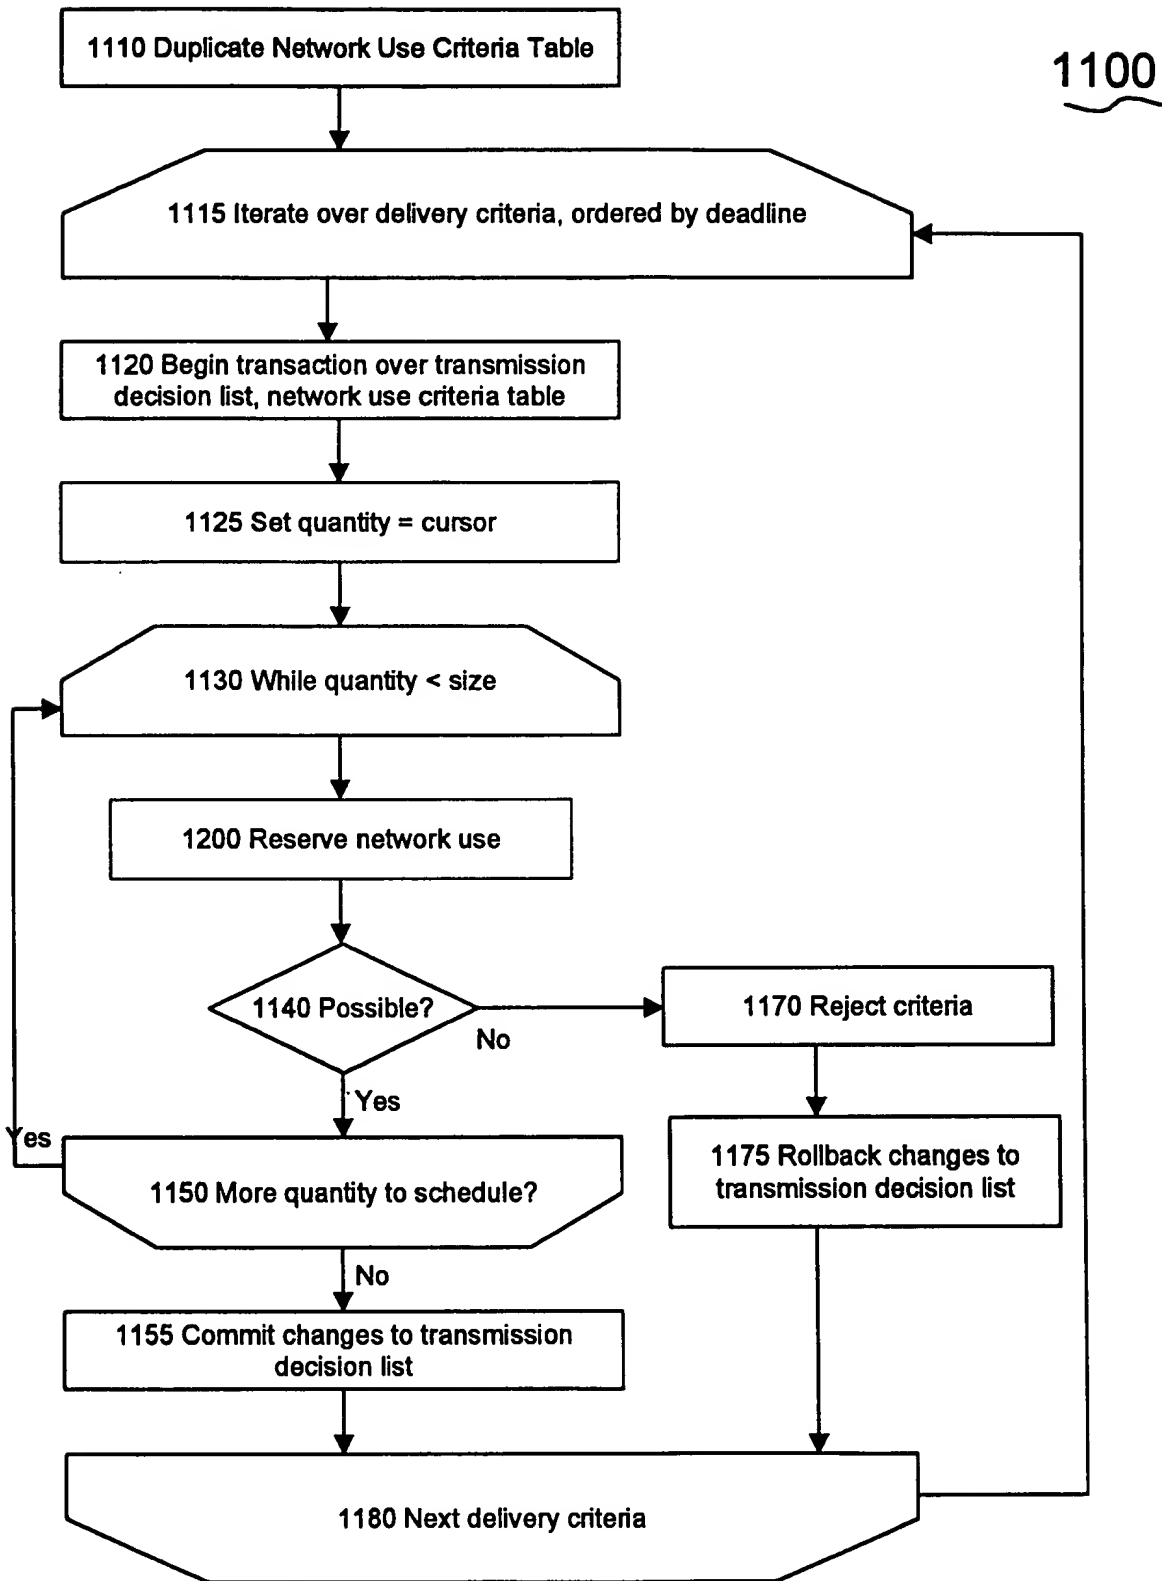 1110 Duplicate Network Use Criteria Table
1100
1115 Iterate over delivery criteria, ordered by deadline
1120 Begin transaction over transmission
decision list, network use criteria table
1125 Set quantity = cursor
1130 While quantity < size
1200 Reserve network use
1140 Possible?
No
1170 Reject criteria
Yes
Yes
1150 More quantity to schedule?
1175 Rollback changes to
transmission decision list
No
1155 Commit changes to transmission
decision list
1180 Next delivery criteria